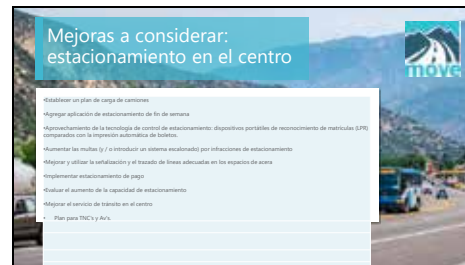 Mejoras a considerar:
estacionamiento en el centro
move
•Establecer un plan de carga de camiones
•Agregar aplicación de estacionamiento de fin de semana
•Aprovechamiento de la tecnología de control de estacionamiento: dispositivos portátiles de reconocimiento de matrículas (LPR)
comparados con la impresión automática de boletos.
•Aumentar las multas (y / o introducir un sistema escalonado) por infracciones de estacionamiento
•Mejorar y utilizar la señalización y el trazado de líneas adecuadas en los espacios de acera
•Implementar estacionamiento de pago
•Evaluar el aumento de la capacidad de estacionamiento
•Mejorar el servicio de tránsito en el centro
• Plan para TNC's y Av's.